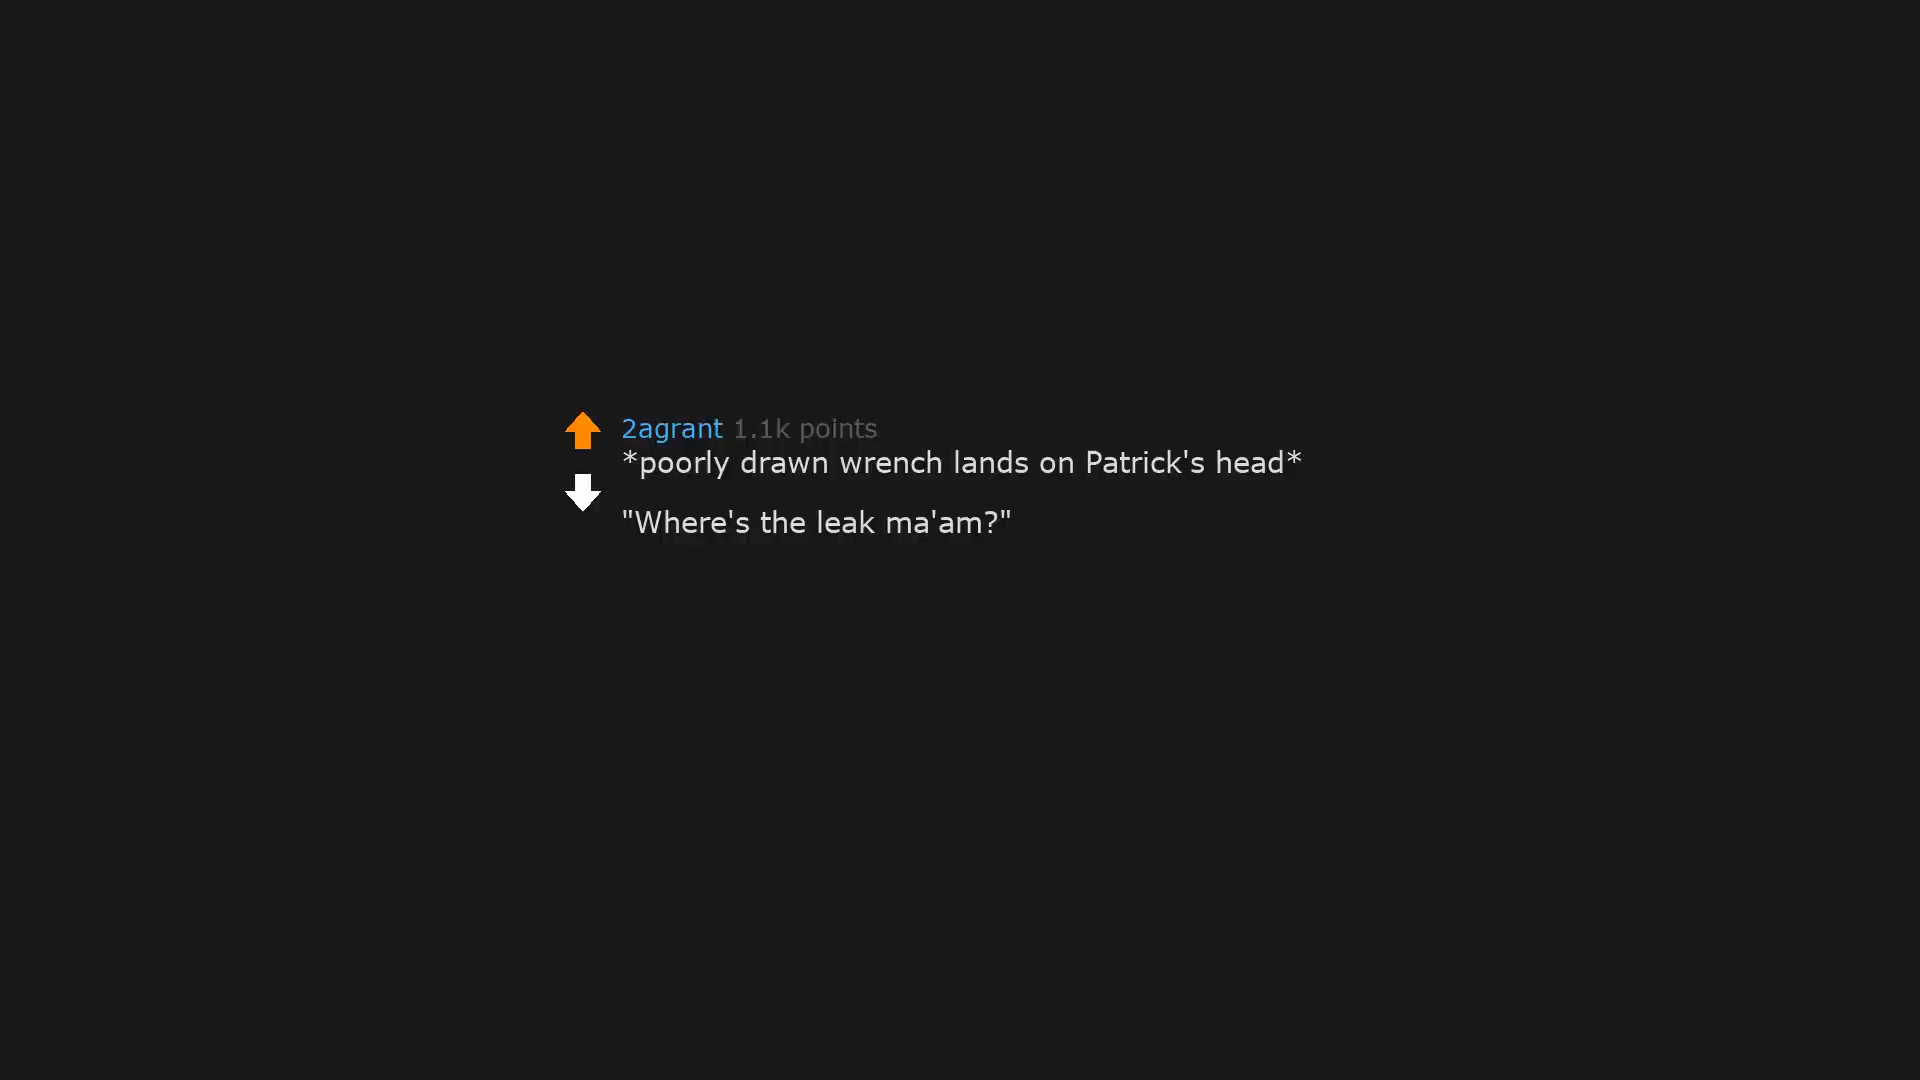 2agrant 1.1k points
*poorly drawn wrench lands on Patrick's head*
"Where's the leak ma'am?"